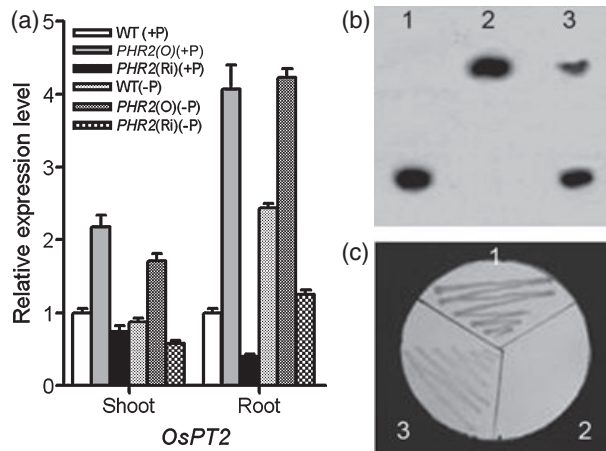 (a)
5
4
3
2
1
0
Relative expression level
WT (+P)
PHR2(O)(+P)
PHR2(Ri)(+P)
WT(-P)
PHR2(O)(-P)
PHR2(Ri)(-P)
Shoot Root
OsPT2
(b)
1 2 3
(c)
1
3 2